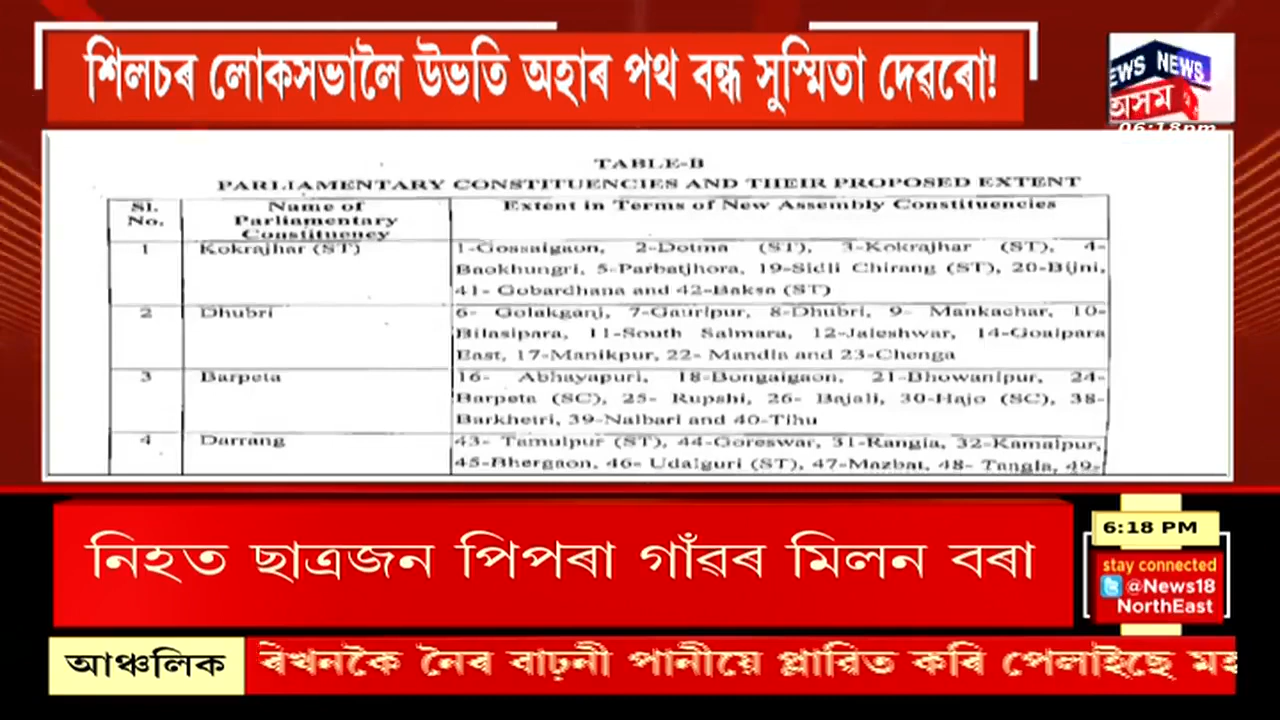 শিলচৰ লোকসভালৈ উভতি অহাৰ পথ বন্ধ সুস্মিতা দেৱৰো!
NEWS
অসম
06:18pm
TABLE-B
PARLIAMENTARY CONSTITUENCIES AND THEIR PROPOSED EXTENT
Sl. No.
Name of Parliamentary Constituency
Extent in Terms of New Assembly Constituencies
1
Kokrajhar (ST)
1-Gossaigaon, 2-Dotma (ST), 3-Kokrajhar (ST), 4-
Baokhungri, 5-Parbatjhora, 19-Sidli Chirang (ST), 20-Bijni,
41- Gobardhana and 42-Baksa (ST)
2
Dhubri
6- Golakganj, 7-Gauripur, 8-Dhubri, 9- Mankachar, 10-
Bilasipara, 11-South Salmara, 12-Jaleshwar, 14-Goalpara
East, 17-Manikpur, 22- Mandia and 23-Chenga
3
Barpeta
16- Abhayapuri, 18-Bongaigaon, 21-Bhowanipur, 24-
Barpeta (SC), 25- Rupshi, 26- Bajali, 30-Hajo (SC), 38-
Barkhetri, 39-Nalbari and 40-Tihu
4
Darrang
43- Tamulpur (ST), 44-Goreswar, 31-Rangia, 32-Kamalpur,
45-Bhergaon, 46- Udalguri (ST), 47-Mazbat, 48- Tangla, 49-
নিহত ছাত্ৰজন পিপৰা গাঁৱৰ মিলন বৰা
6:18 PM
stay connected
@News18
NorthEast
আঞ্চলিক
নৈৰ বাঢ়নী পানীয়ে প্লাৱিত কৰি পেলাইছে